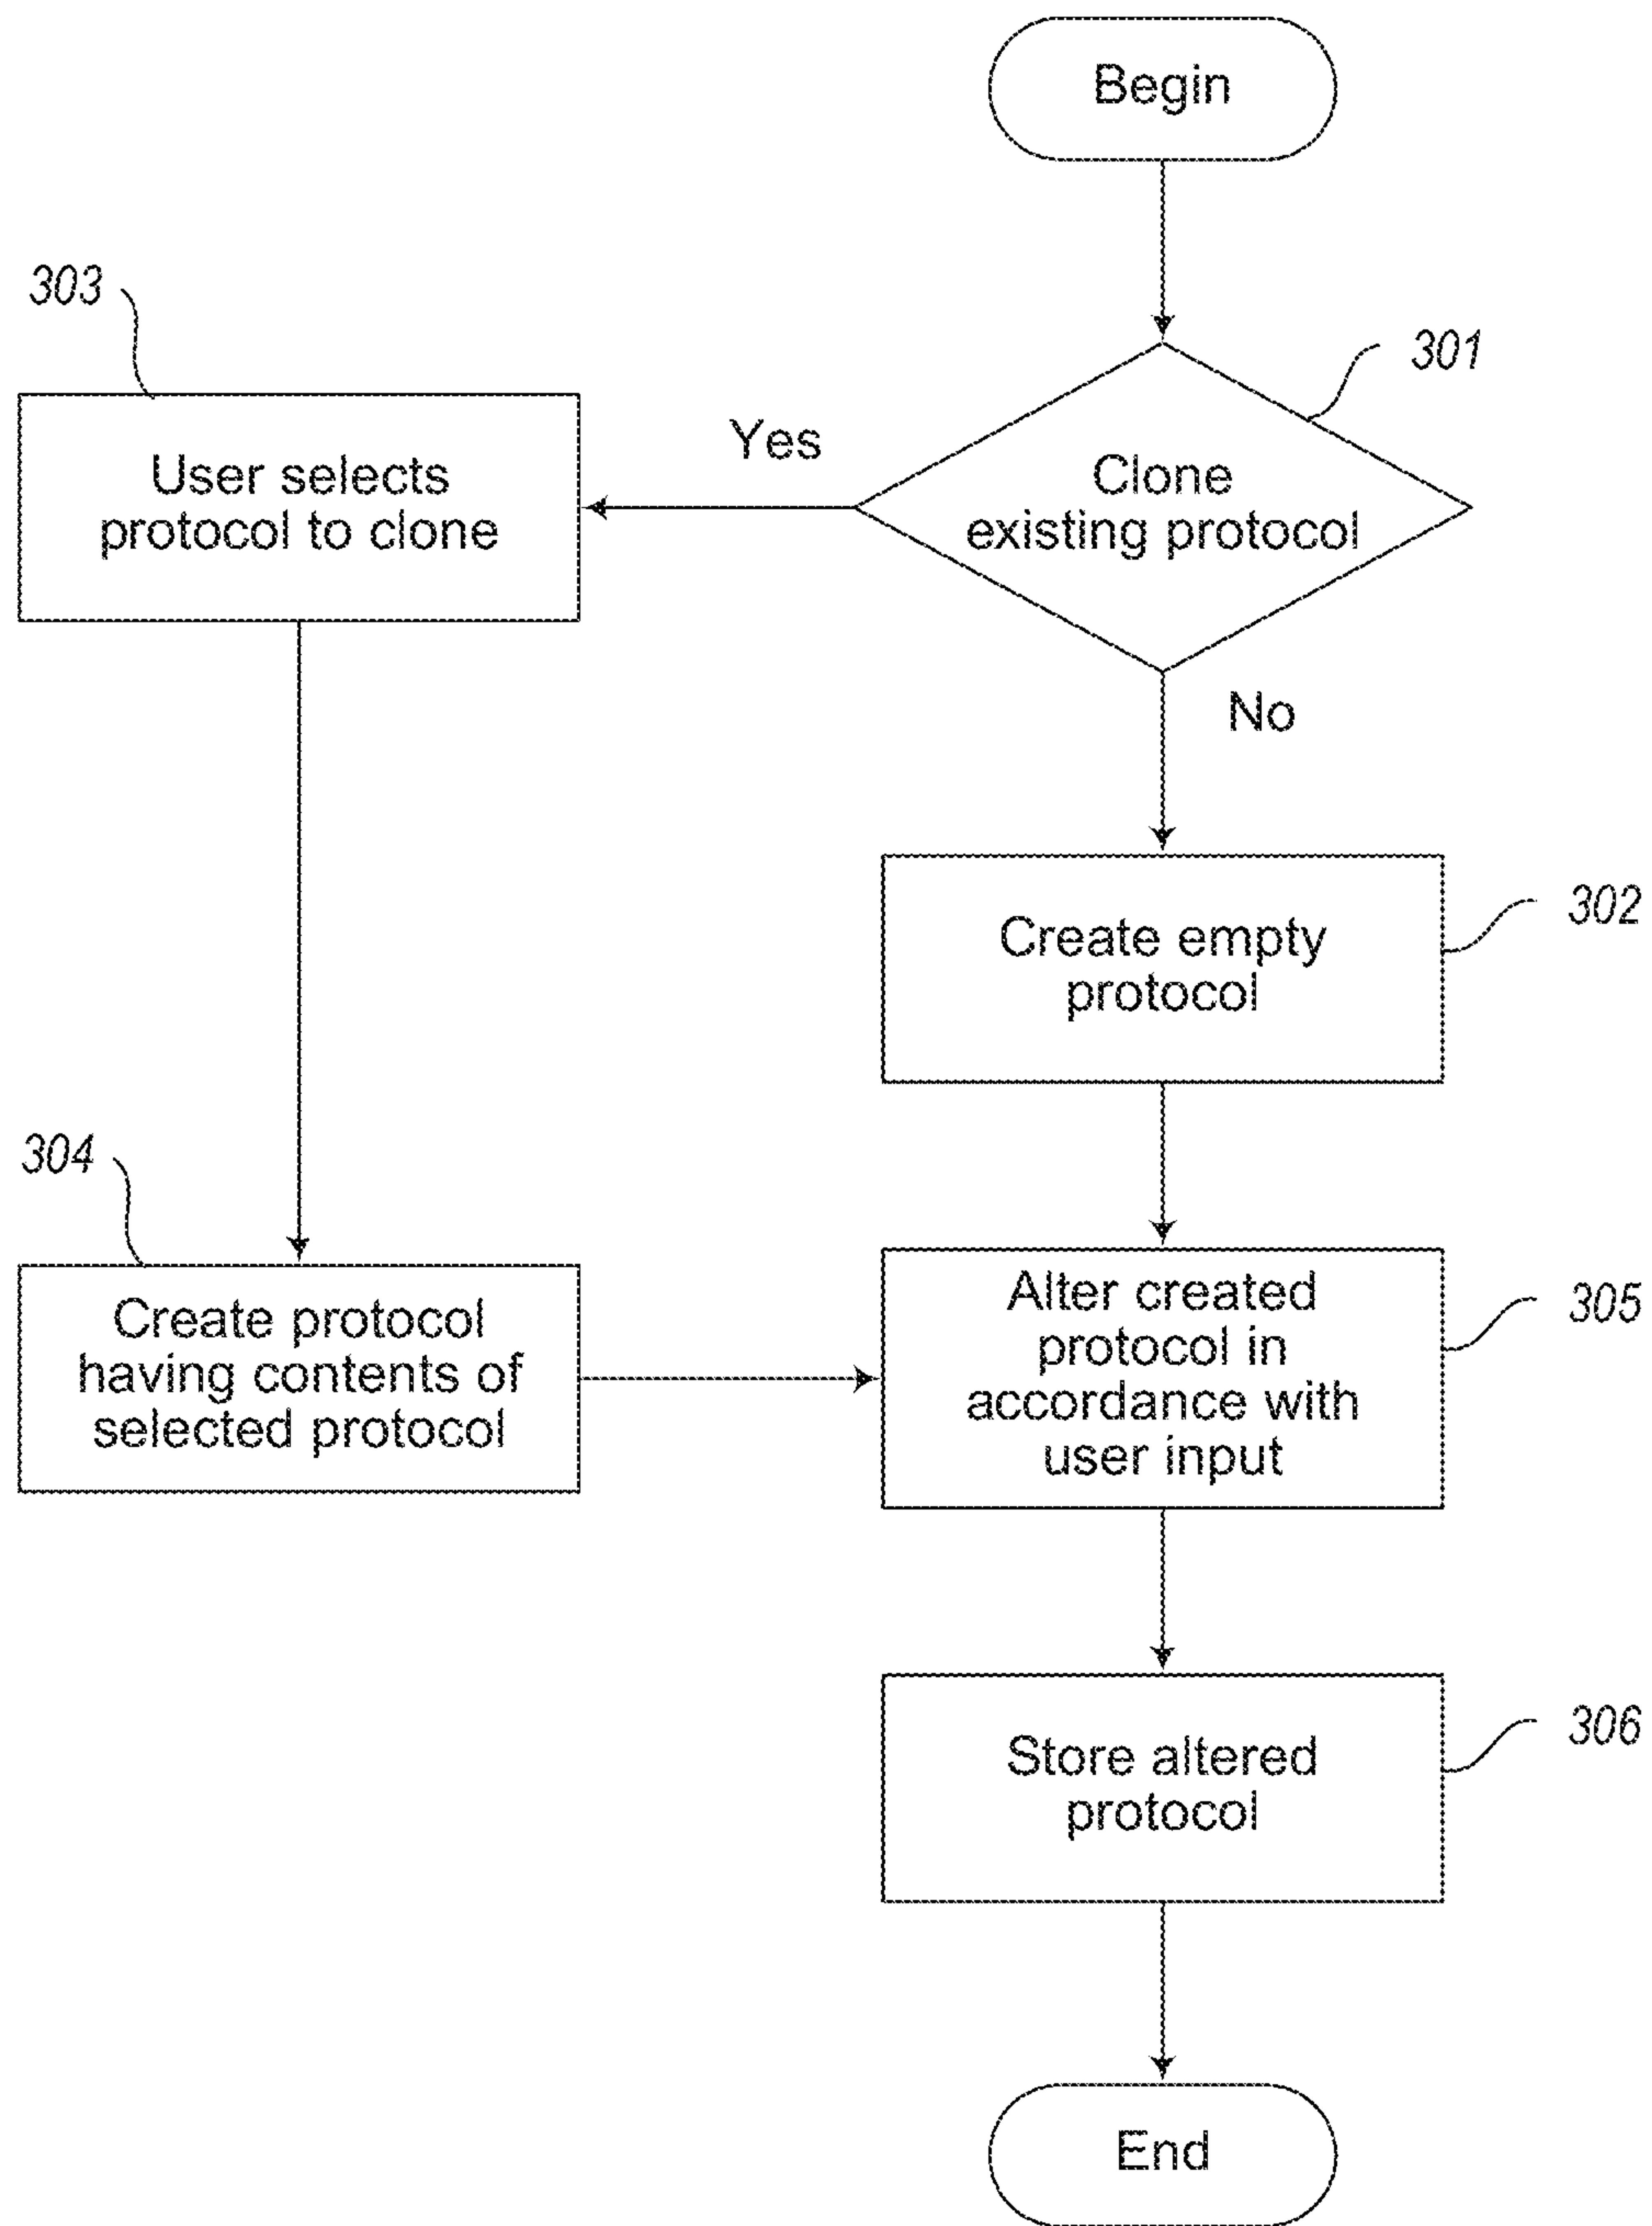 Begin
301
Clone
existing protocol
Yes
No
303
User selects
protocol to clone
302
Create empty
protocol
304
Create protocol
having contents of
selected protocol
305
Alter created
protocol in
accordance with
user input
306
Store altered
protocol
End